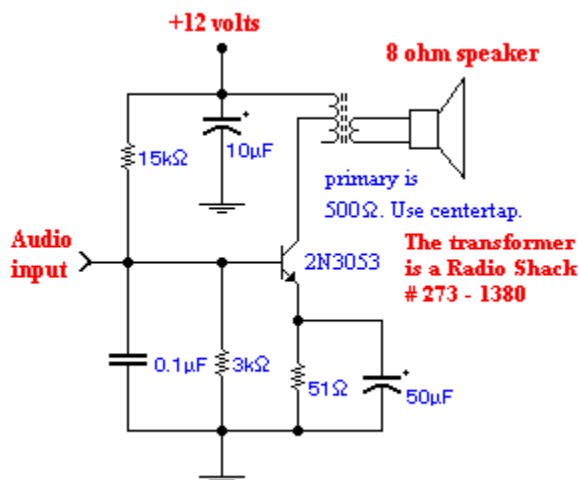 +12 volts
8 ohm speaker
+
10µF
15kΩ
primary is
500Ω. Use centertap.
Audio
input
2N3053
The transformer
is a Radio Shack
# 273 - 1380
0.1µF
3kΩ
51Ω
+
50µF